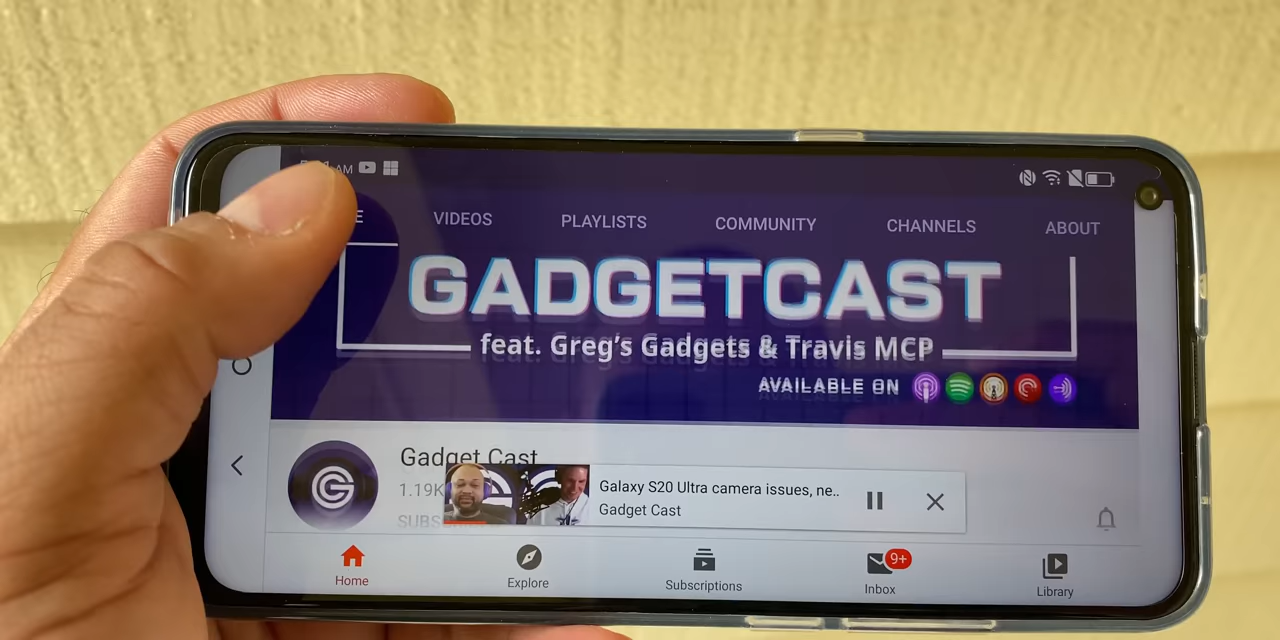 AM
VIDEOS PLAYLISTS COMMUNITY CHANNELS ABOUT
GADGETCAST
feat. Greg's Gadgets & Travis MCP
AVAILABLE ON
Gadget Cast
1.19K
Galaxy S20 Ultra camera issues, ne..
Gadget Cast
Home Explore Subscriptions Inbox Library
9+